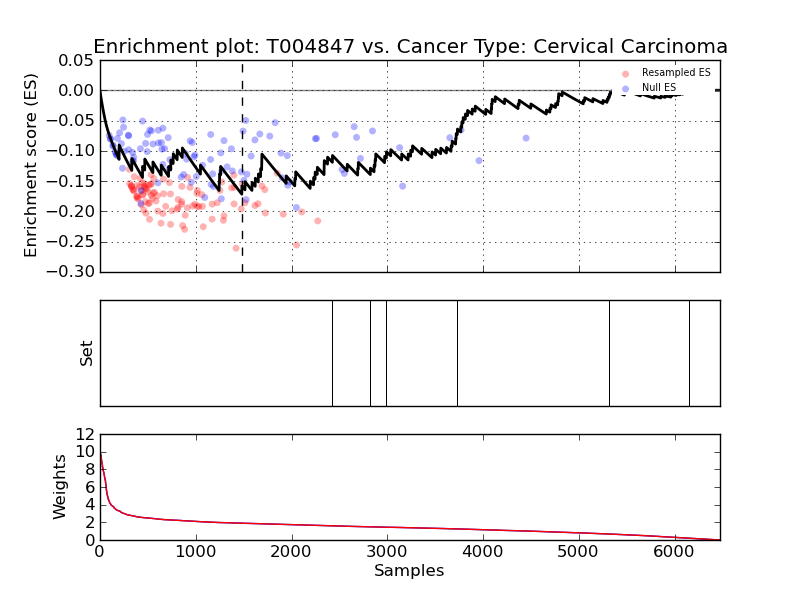 Enrichment plot: T004847 vs. Cancer Type: Cervical Carcinoma
0.05
0.00
−0.05
−0.10
−0.15
−0.20
−0.25
−0.30
Enrichment score (ES)
Resampled ES
Null ES
Set
12
10
8
6
4
2
0
Weights
0 1000 2000 3000 4000 5000 6000
Samples